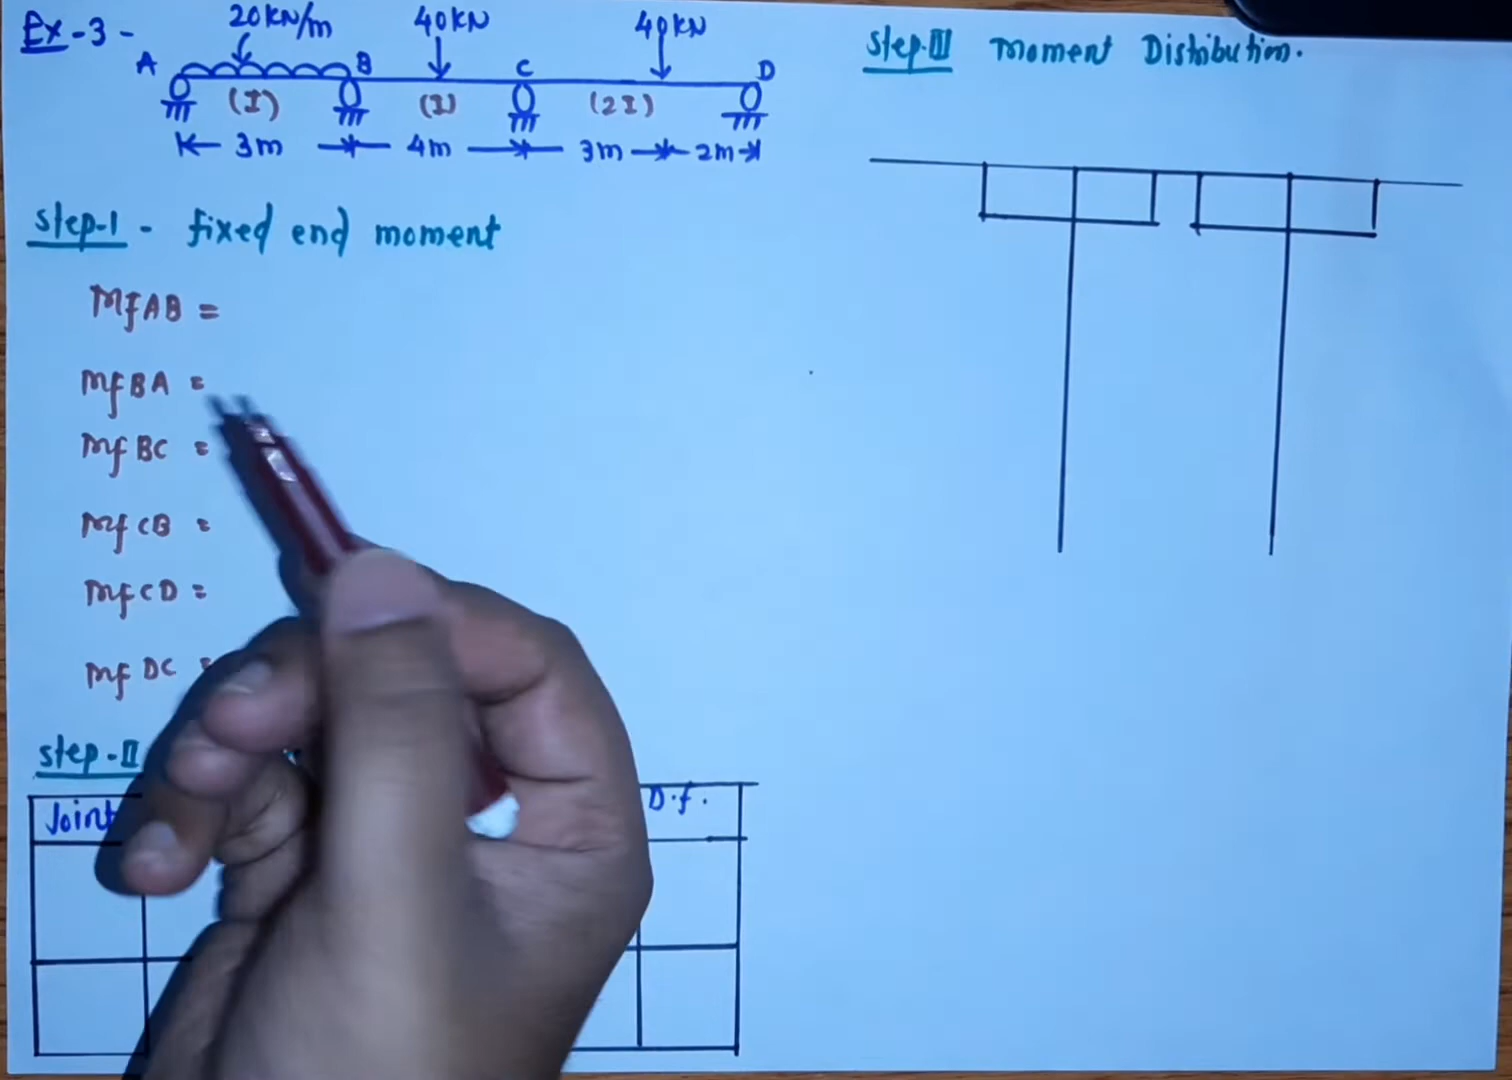 Ex-3-
20KN/m 40KN 40KN
A B C D
(I) (I) (2I)
3m 4m 3m 2m
step-1 - fixed end moment
MfAB =
MfBA =
MfBC =
MfCB =
MfCD =
MfDC =
step-II
Joint D.f.
step-III moment Distribution.